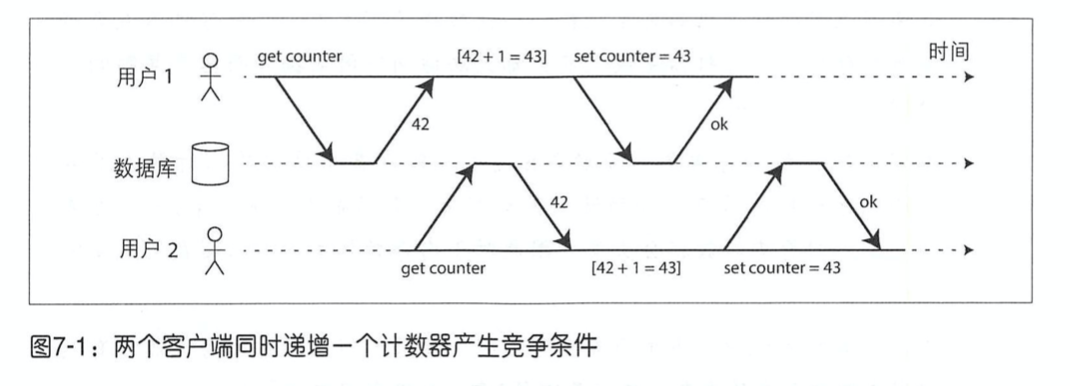 get counter [42 + 1 = 43] set counter = 43 时间
用户 1
42 ok
数据库
42 ok
用户 2
get counter [42 + 1 = 43] set counter = 43
图7-1：两个客户端同时递增一个计数器产生竞争条件